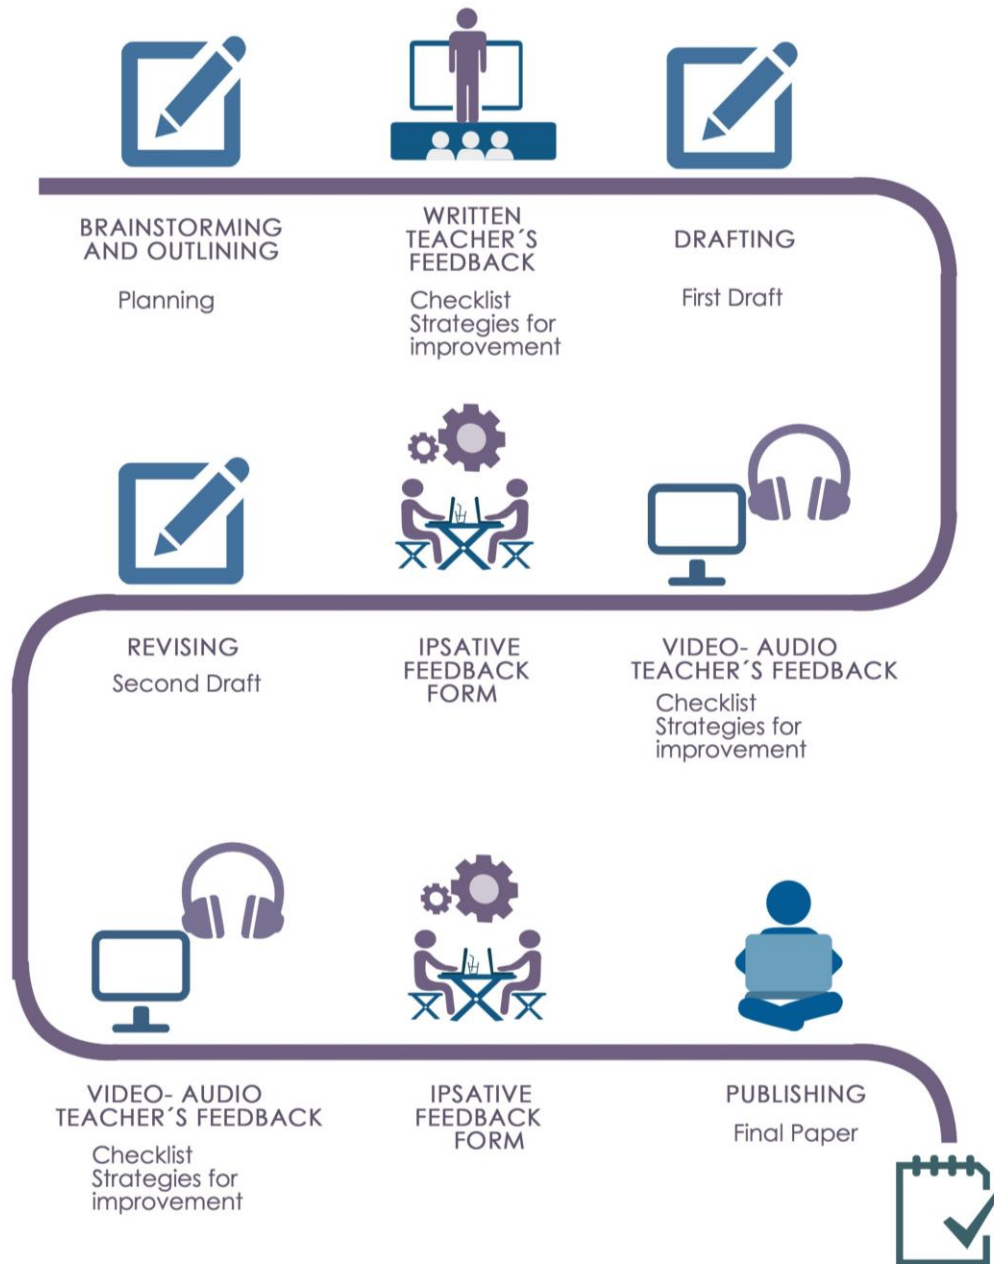 BRAINSTORMING
AND OUTLINING
Planning
WRITTEN
TEACHER´S
FEEDBACK
Checklist
Strategies for
improvement
DRAFTING
First Draft
VIDEO- AUDIO
TEACHER´S FEEDBACK
Checklist
Strategies for
improvement
IPSATIVE
FEEDBACK
FORM
REVISING
Second Draft
VIDEO- AUDIO
TEACHER´S FEEDBACK
Checklist
Strategies for
improvement
IPSATIVE
FEEDBACK
FORM
PUBLISHING
Final Paper